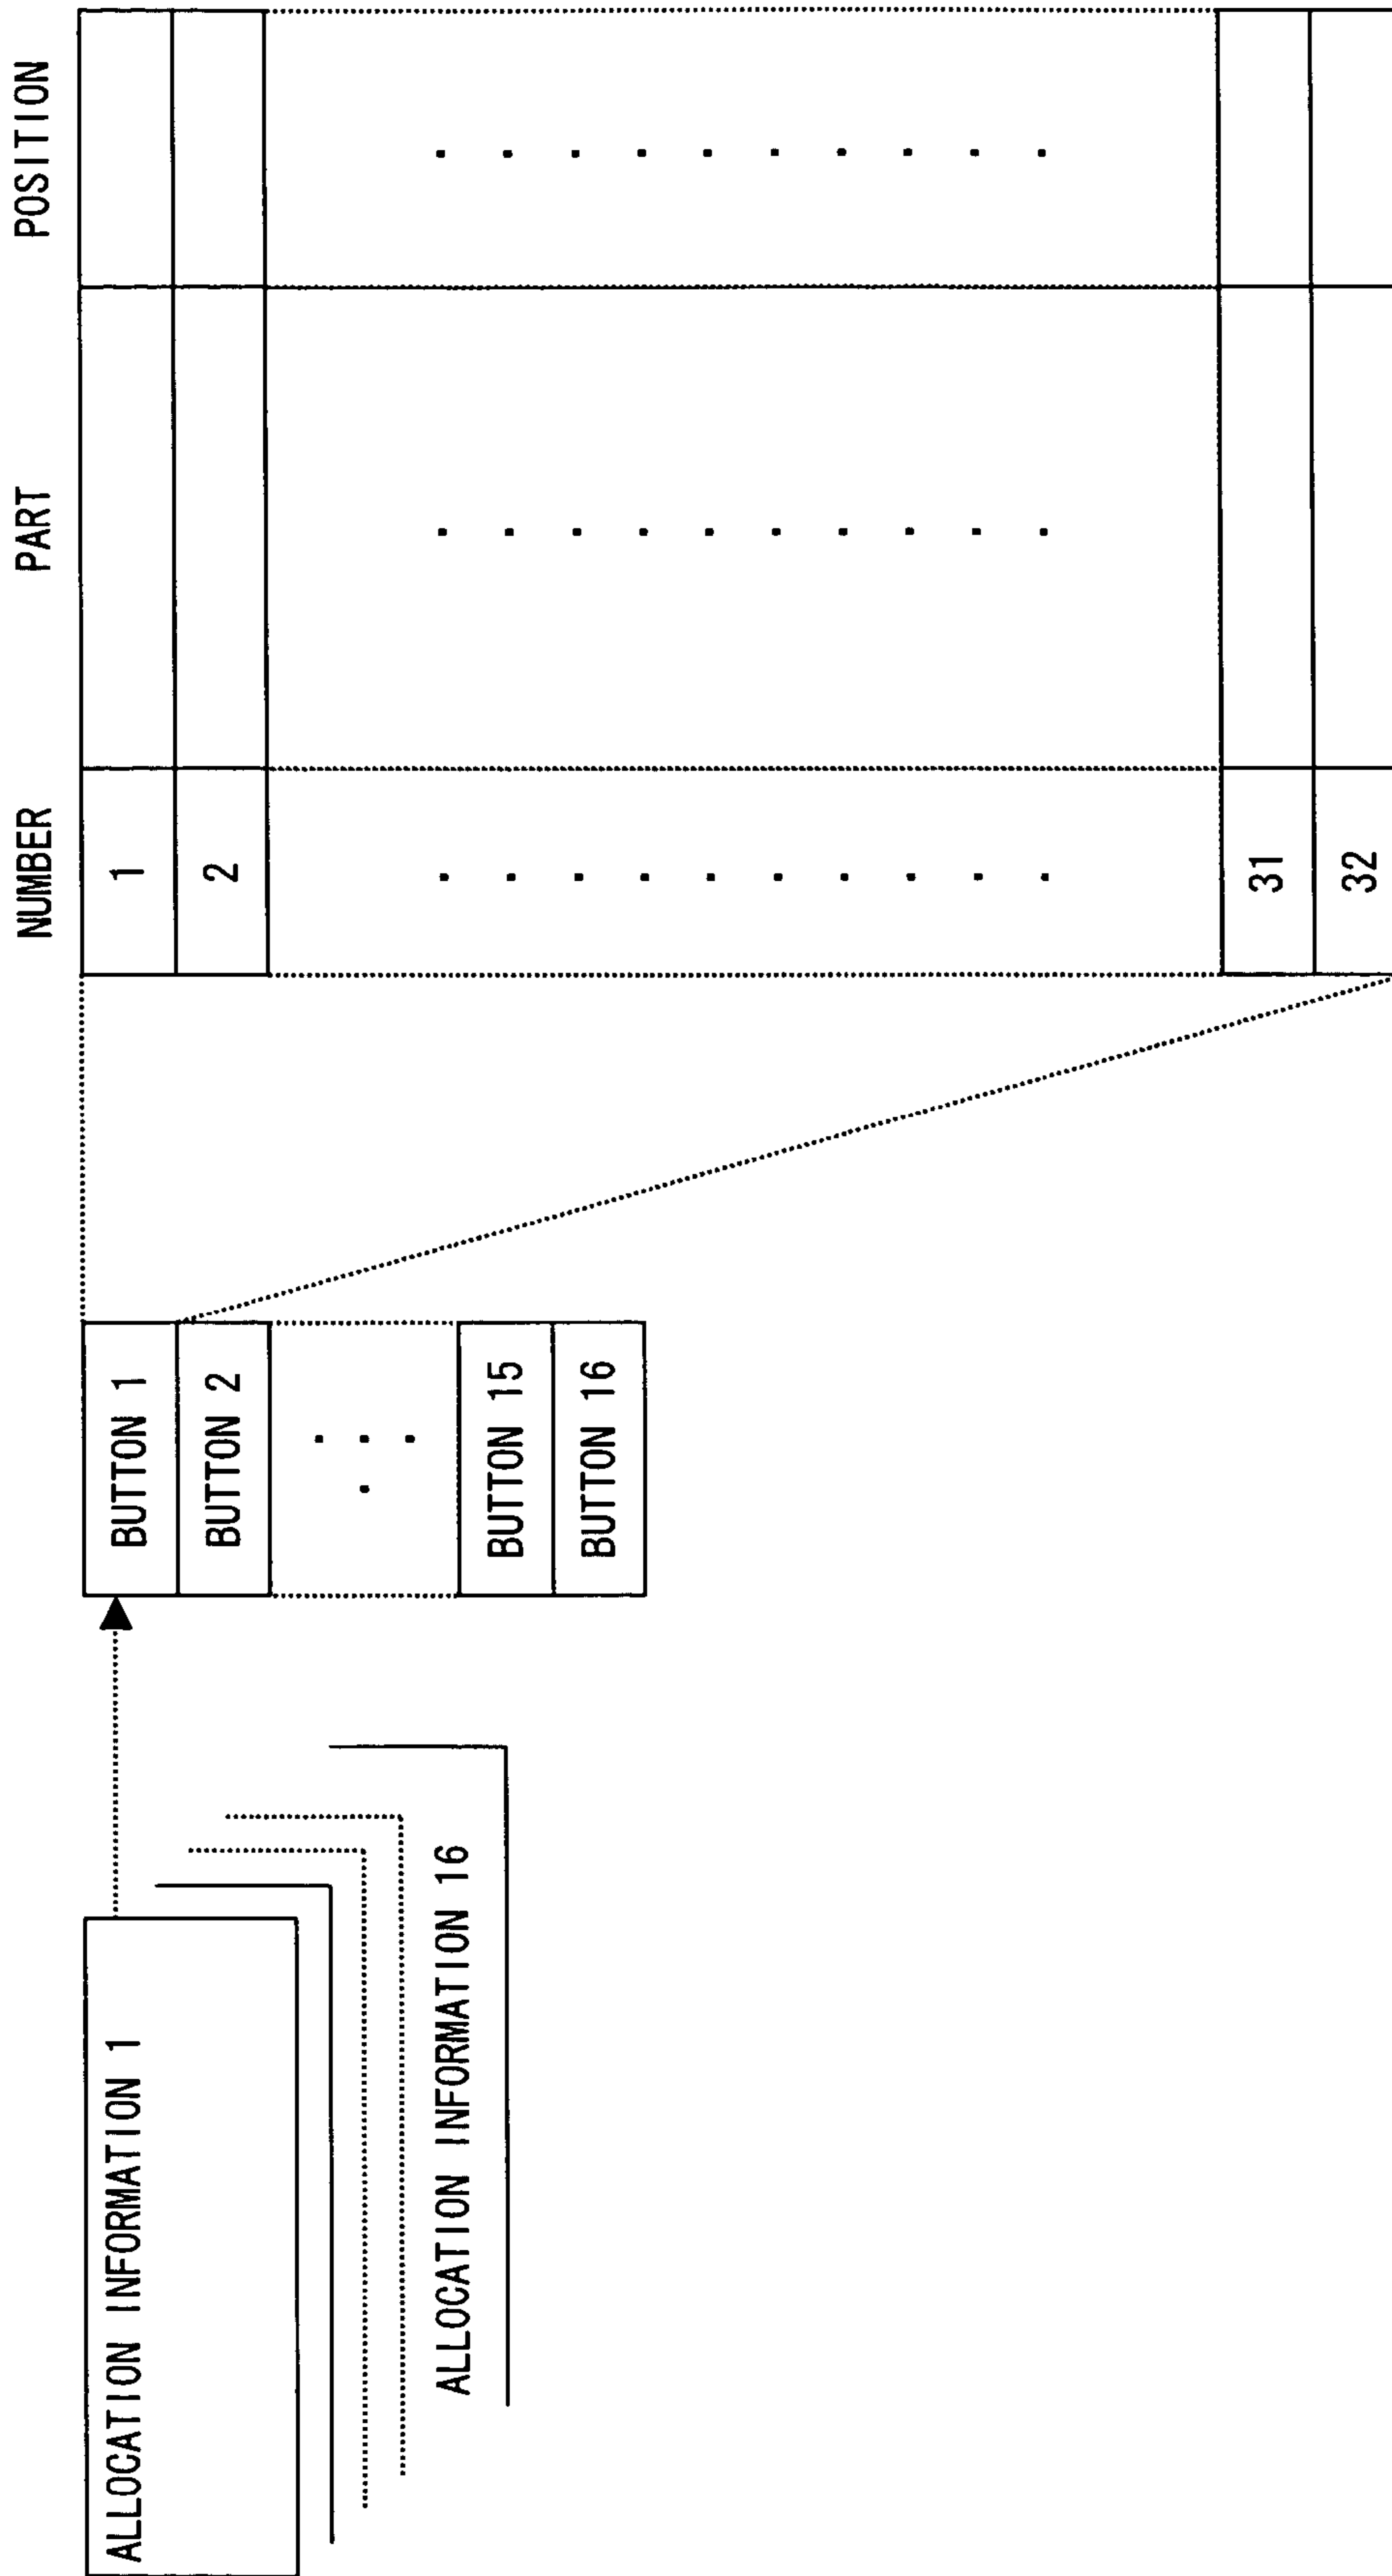 ALLOCATION INFORMATION 1
ALLOCATION INFORMATION 16
BUTTON 1
BUTTON 2
BUTTON 15
BUTTON 16
NUMBER PART POSITION
1
2
31
32